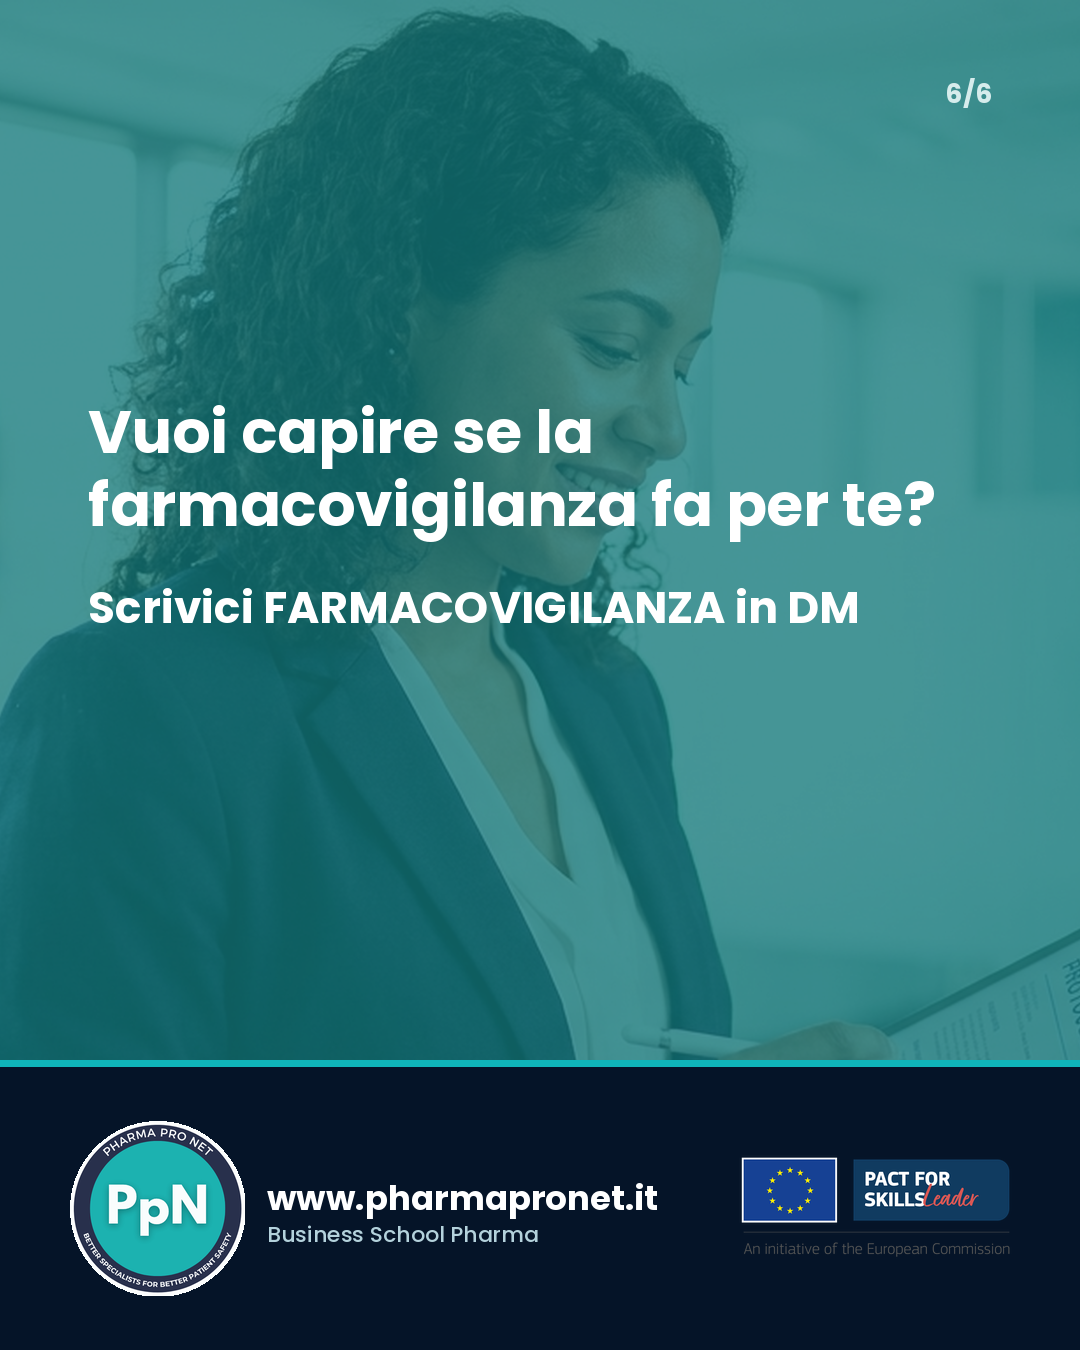 6/6
Vuoi capire se la
farmacovigilanza fa per te?
Scrivici FARMACOVIGILANZA in DM
PHARMA PRO NET
PpN
BETTER SPECIALISTS FOR BETTER PATIENT SAFETY
www.pharmapronet.it
Business School Pharma
PACT FOR
SKILLS Leader
An initiative of the European Commission